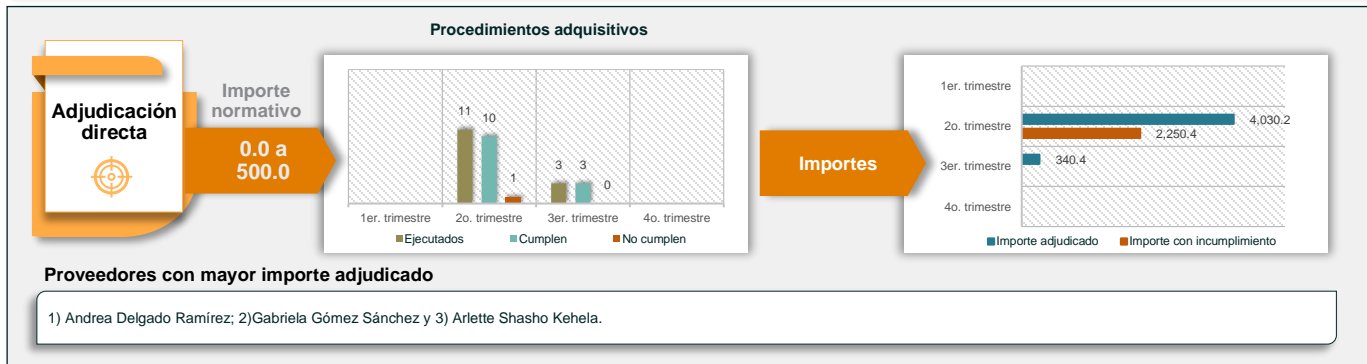 Procedimientos adquisitivos
Adjudicación
directa
Importe
normativo
0.0 a
500.0
11
10
1
3
3
0
1er. trimestre
2o. trimestre
3er. trimestre
4o. trimestre
Ejecutados
Cumplen
No cumplen
Importes
1er. trimestre
2o. trimestre
3er. trimestre
4o. trimestre
4,030.2
2,250.4
340.4
Importe adjudicado
Importe con incumplimiento
Proveedores con mayor importe adjudicado
1) Andrea Delgado Ramírez; 2)Gabriela Gómez Sánchez y 3) Arlette Shasho Kehela.